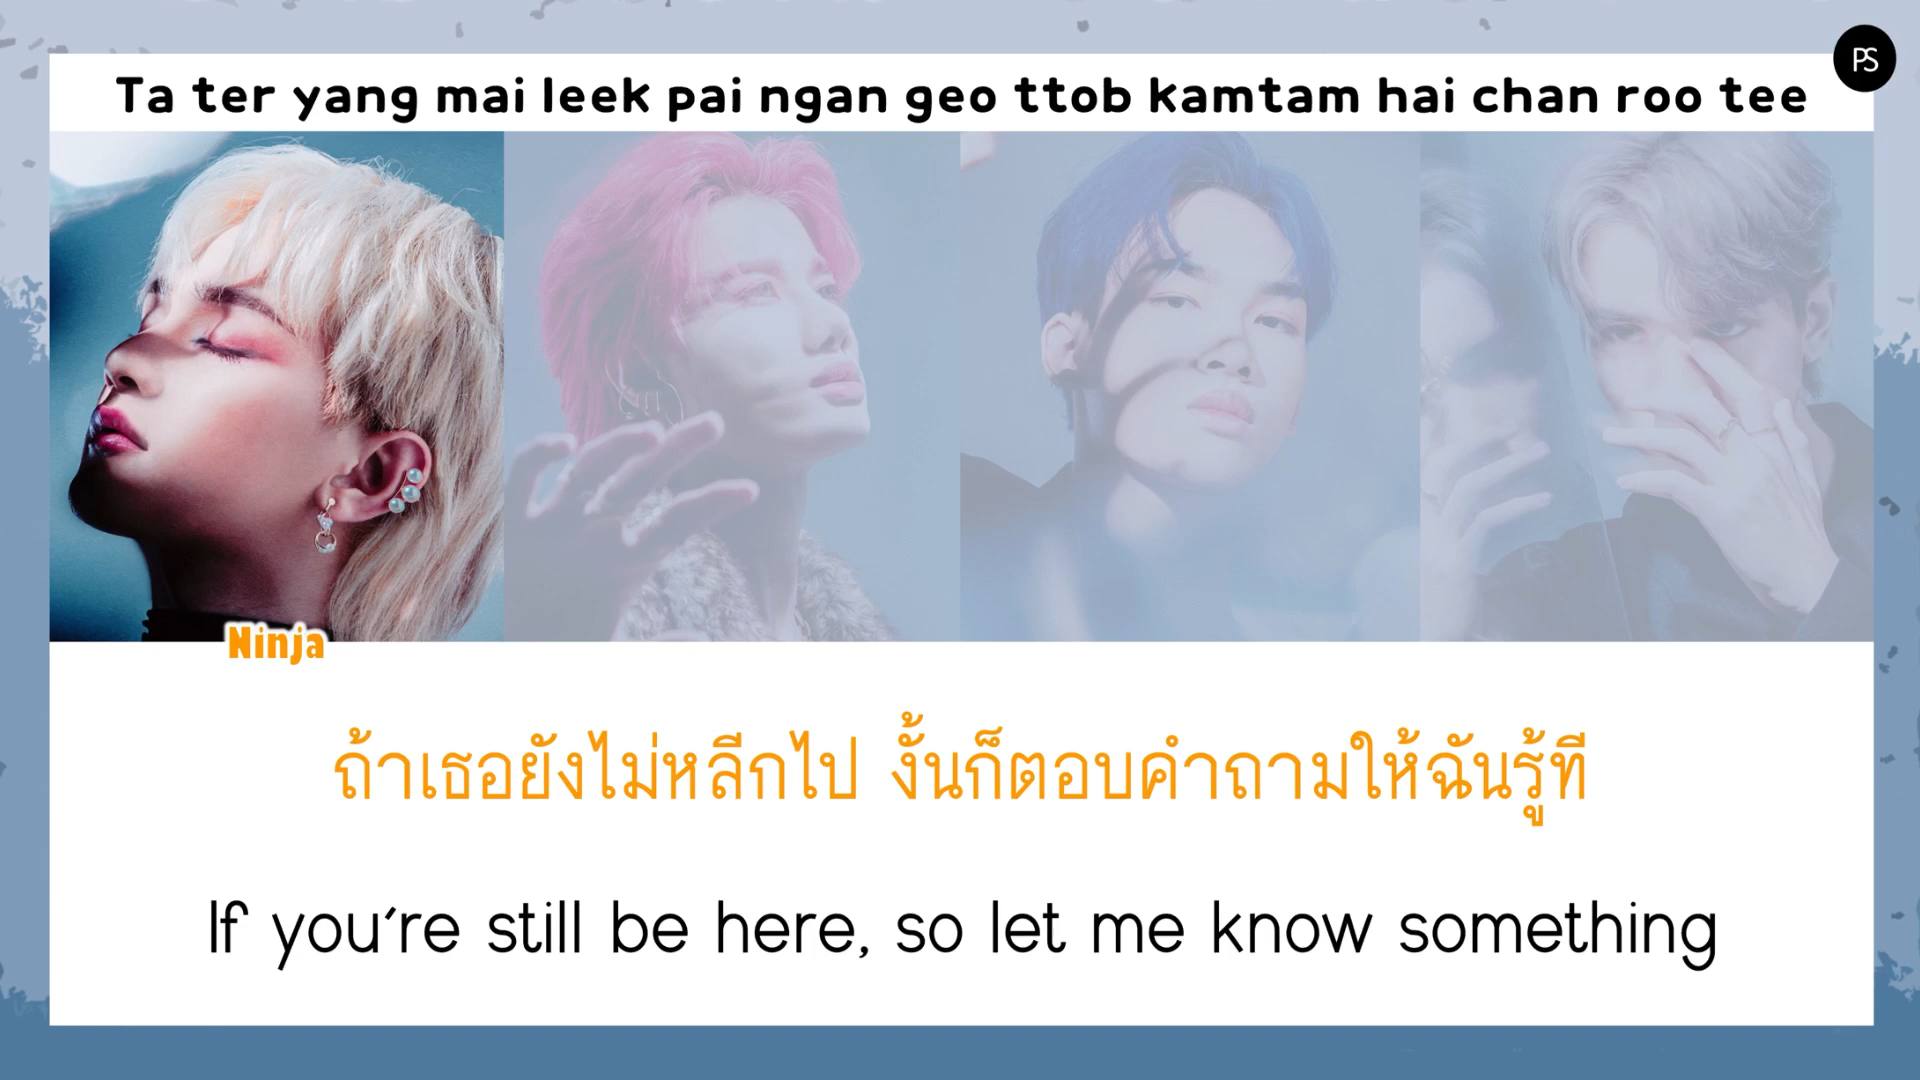 PS
Ta ter yang mai leek pai ngan geo ttob kamtam hai chan roo tee
Ninja
ถ้าเธอยังไม่หลีกไป งั้นก็ตอบคำถามให้ฉันรู้ที
If you're still be here, so let me know something